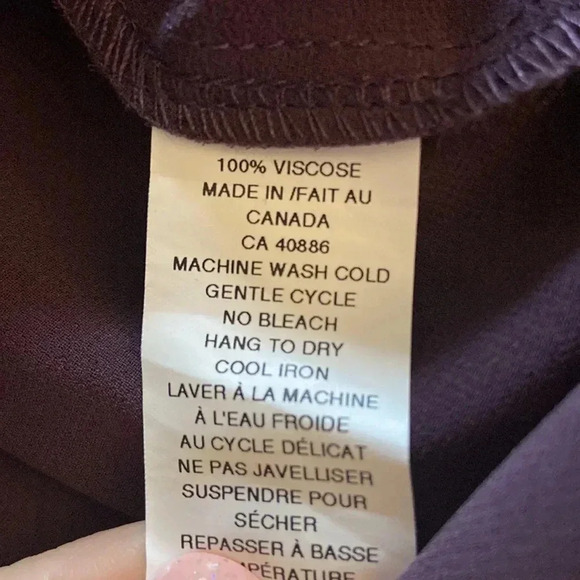 100% VISCOSE
MADE IN /FAIT AU
CANADA
CA 40886
MACHINE WASH COLD
GENTLE CYCLE
NO BLEACH
HANG TO DRY
COOL IRON
LAVER À LA MACHINE
À L'EAU FROIDE
AU CYCLE DÉLICAT
NE PAS JAVELLISER
SUSPENDRE POUR
SÉCHER
REPASSER À BASSE